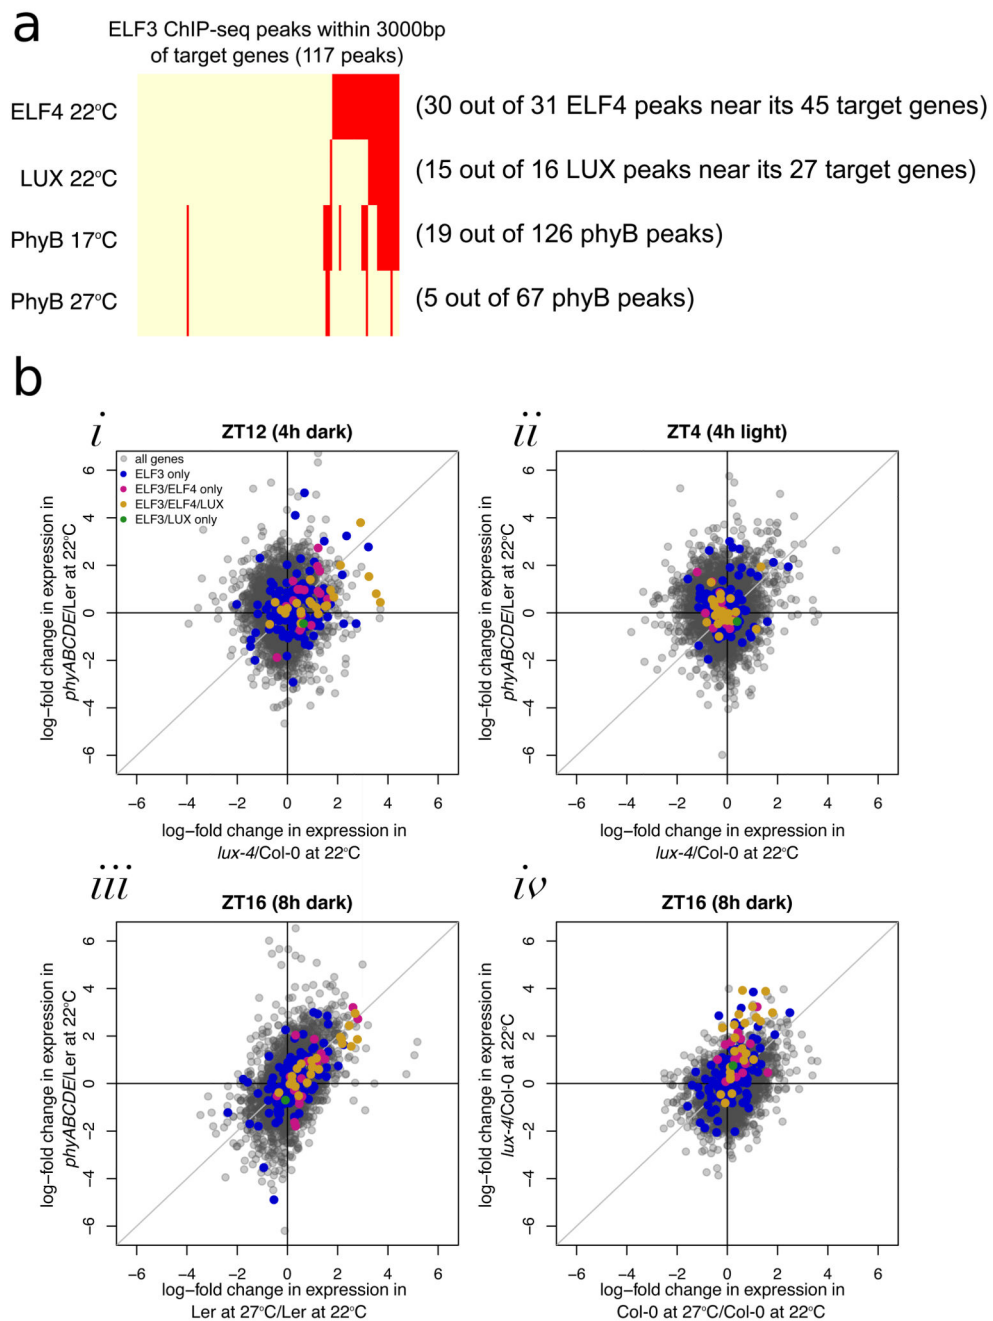 a
ELF3 ChIP-seq peaks within 3000bp
of target genes (117 peaks)
ELF4 22°C
(30 out of 31 ELF4 peaks near its 45 target genes)
LUX 22°C
(15 out of 16 LUX peaks near its 27 target genes)
PhyB 17°C
(19 out of 126 phyB peaks)
PhyB 27°C
(5 out of 67 phyB peaks)
b
i
ZT12 (4h dark)
all genes
ELF3 only
ELF3/ELF4 only
ELF3/ELF4/LUX
ELF3/LUX only
6
4
2
0
−2
−4
−6
log−fold change in expression in
phyABCDE/Ler at 22°C
−6 −4 −2 0 2 4 6
log−fold change in expression in
lux-4/Col-0 at 22°C
ii
ZT4 (4h light)
6
4
2
0
−2
−4
−6
log−fold change in expression in
phyABCDE/Ler at 22°C
−6 −4 −2 0 2 4 6
log−fold change in expression in
lux-4/Col-0 at 22°C
iii
ZT16 (8h dark)
6
4
2
0
−2
−4
−6
log−fold change in expression in
phyABCDE/Ler at 22°C
−6 −4 −2 0 2 4 6
log−fold change in expression in
Ler at 27°C/Ler at 22°C
iv
ZT16 (8h dark)
6
4
2
0
−2
−4
−6
log−fold change in expression in
lux-4/Col-0 at 22°C
−6 −4 −2 0 2 4 6
log−fold change in expression in
Col-0 at 27°C/Col-0 at 22°C